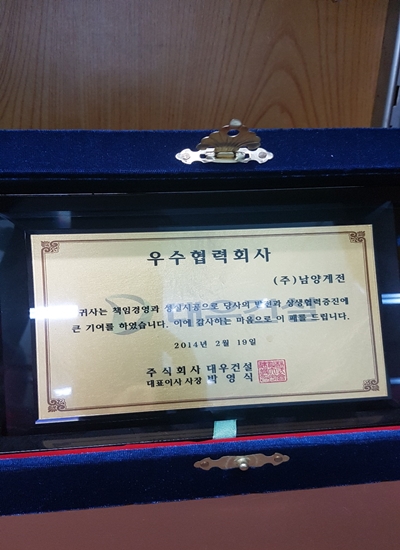 우수협력회사
(주)남양계전
귀사는 책임경영과 성실시공으로 당사의 발전과 상생협력증진에
큰 기여를 하였습니다. 이에 감사하는 마음으로 이 패를 드립니다.
2014년 2월 19일
주식회사 대우건설
대표이사 사장 박영식